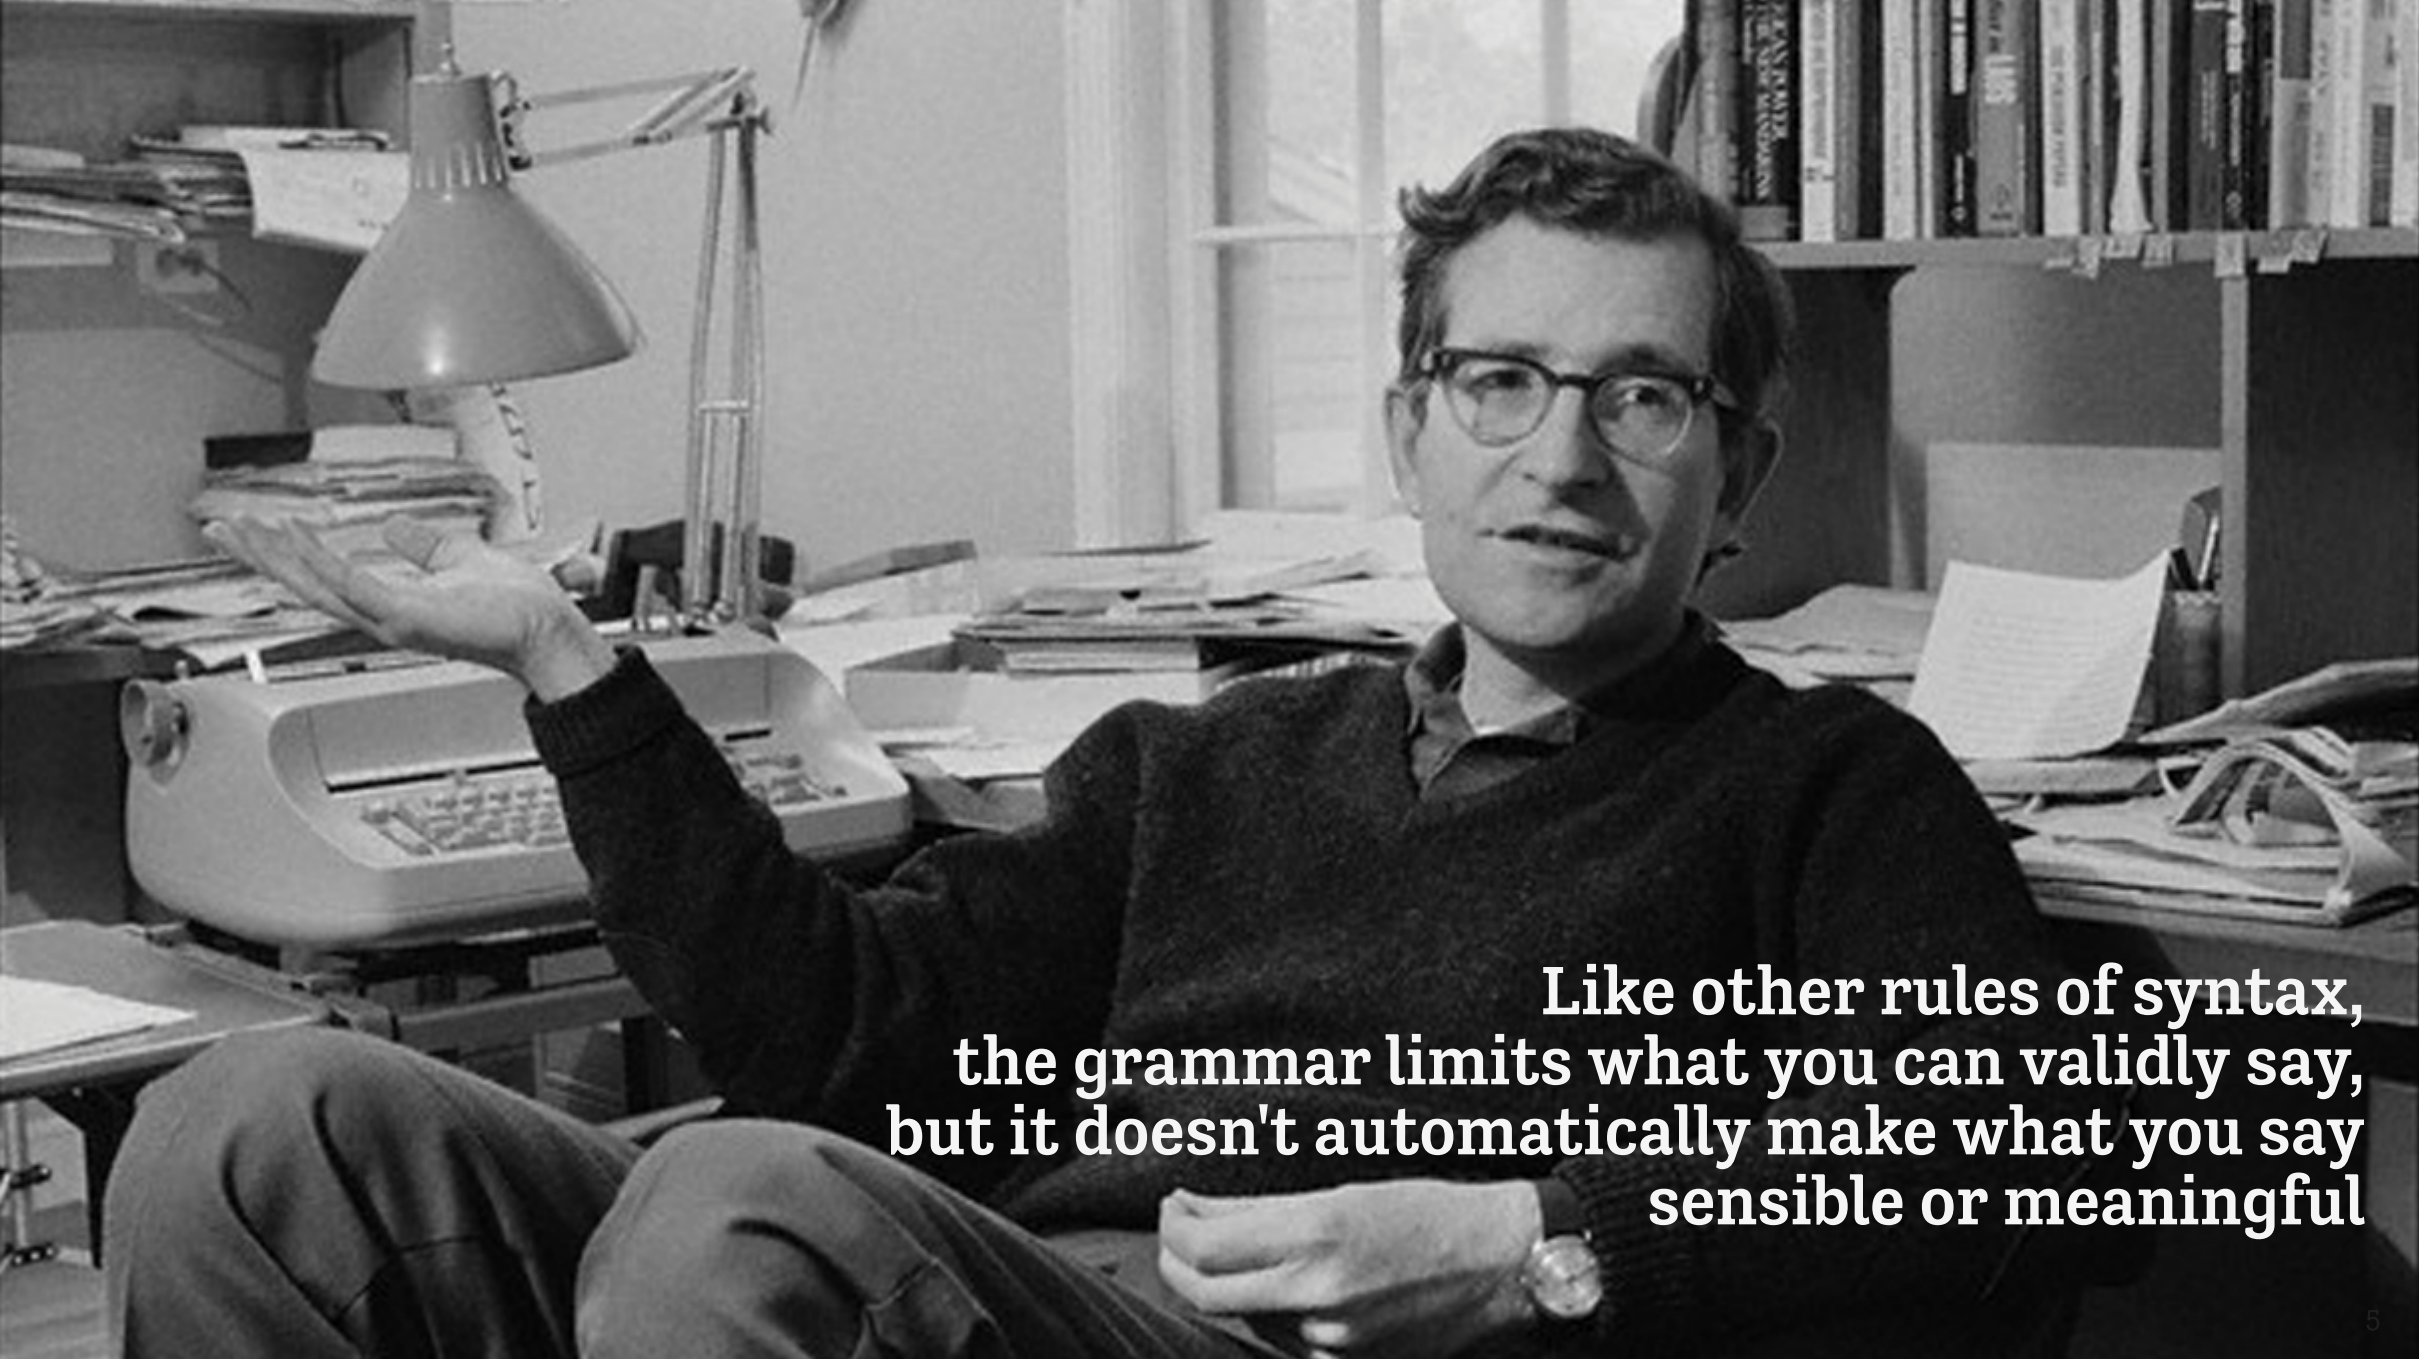 Like other rules of syntax,
the grammar limits what you can validly say,
but it doesn't automatically make what you say
sensible or meaningful
5